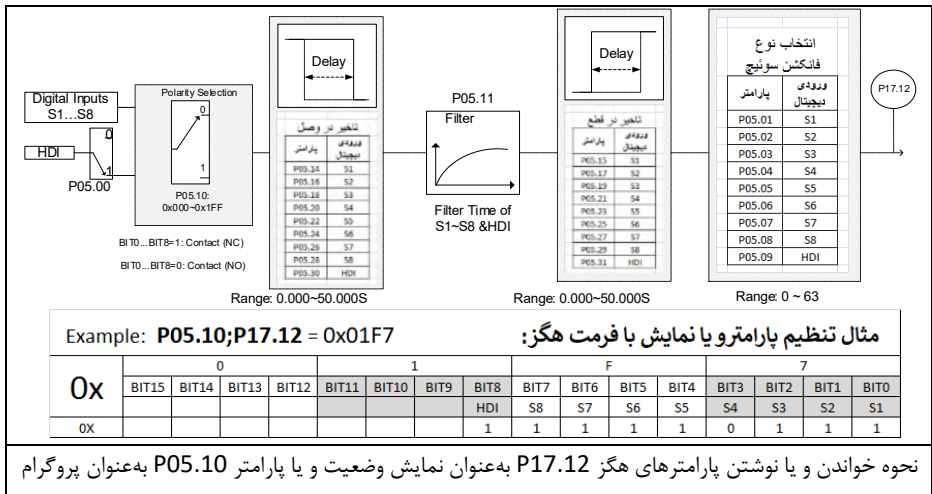 Digital Inputs
S1...S8
HDI
0
1
P05.00
Polarity Selection
0
1
P05.10:
0x000~0x1FF
BIT0...BIT8=1: Contact (NC)
BIT0...BIT8=0: Contact (NO)
Delay
تاخیر در وصل
پارامتر ورودی دیجیتال
P05.14 S1
P05.16 S2
P05.18 S3
P05.20 S4
P05.22 S5
P05.24 S6
P05.26 S7
P05.28 S8
P05.30 HDI
Range: 0.000~50.000S
P05.11
Filter
Filter Time of
S1~S8 &HDI
Delay
تاخیر در قطع
پارامتر ورودی دیجیتال
P05.15 S1
P05.17 S2
P05.19 S3
P05.21 S4
P05.23 S5
P05.25 S6
P05.27 S7
P05.29 S8
P05.31 HDI
Range: 0.000~50.000S
انتخاب نوع
فانکشن سوئیچ
پارامتر ورودی دیجیتال
P05.01 S1
P05.02 S2
P05.03 S3
P05.04 S4
P05.05 S5
P05.06 S6
P05.07 S7
P05.08 S8
P05.09 HDI
Range: 0 ~ 63
P17.12
Example: P05.10;P17.12 = 0x01F7
مثال تنظیم پارامترو یا نمایش با فرمت هگز:
0x 0 1 F 7
BIT15 BIT14 BIT13 BIT12 BIT11 BIT10 BIT9 BIT8 BIT7 BIT6 BIT5 BIT4 BIT3 BIT2 BIT1 BIT0
HDI S8 S7 S6 S5 S4 S3 S2 S1
0X 1 1 1 1 1 0 1 1 1
نحوه خواندن و یا نوشتن پارامترهای هگز P17.12 به‌عنوان نمایش وضعیت و یا پارامتر P05.10 به‌عنوان پروگرام